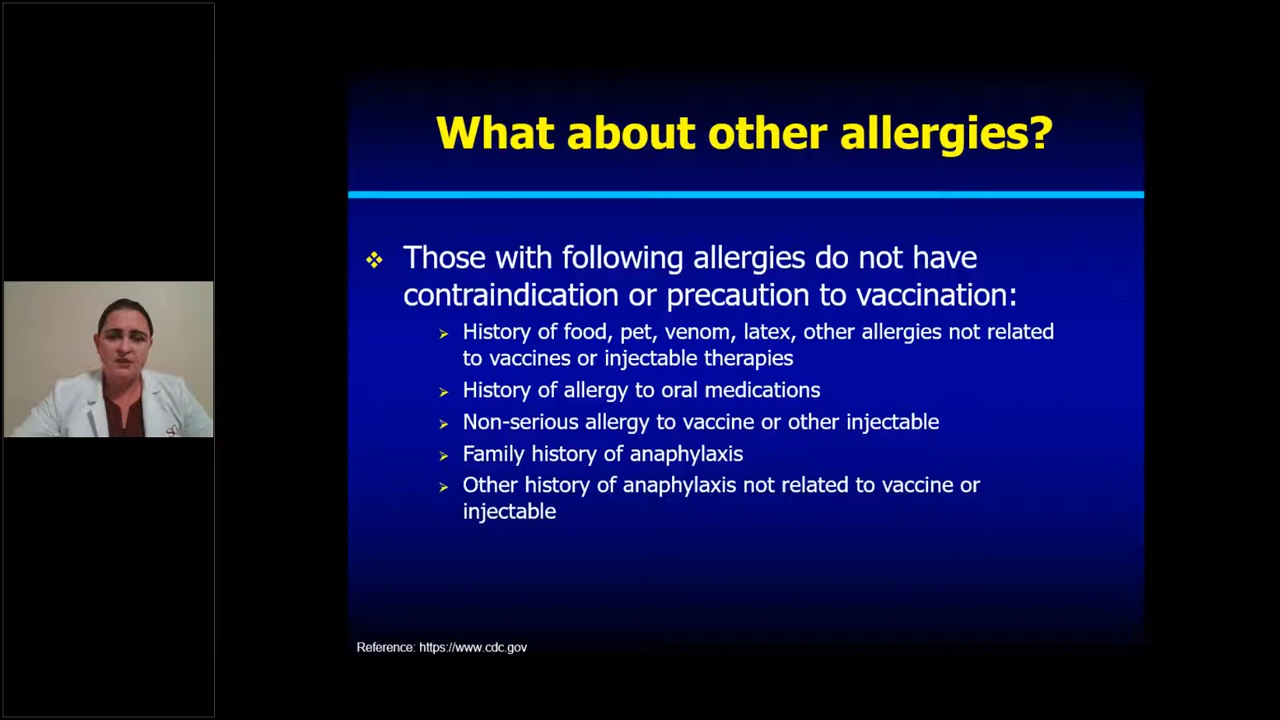 What about other allergies?
Those with following allergies do not have
contraindication or precaution to vaccination:
History of food, pet, venom, latex, other allergies not related
to vaccines or injectable therapies
History of allergy to oral medications
Non-serious allergy to vaccine or other injectable
Family history of anaphylaxis
Other history of anaphylaxis not related to vaccine or
injectable
Reference: https://www.cdc.gov